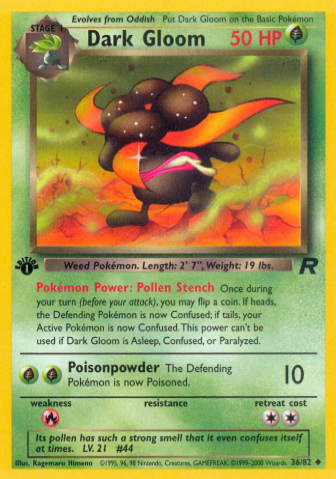 Evolves from Oddish Put Dark Gloom on the Basic Pokémon
STAGE 1
Dark Gloom 50 HP
EDITION
1
R
Weed Pokémon. Length: 2' 7", Weight: 19 lbs.
Pokémon Power: Pollen Stench Once during
your turn (before your attack), you may flip a coin. If heads,
the Defending Pokémon is now Confused; if tails, your
Active Pokémon is now Confused. This power can't be
used if Dark Gloom is Asleep, Confused, or Paralyzed.
Poisonpowder The Defending
Pokémon is now Poisoned.
10
weakness resistance retreat cost
Its pollen has such a strong smell that it even confuses itself
at times. LV. 21 #44
Illus. Kagemaru Himeno ©1995, 96, 98 Nintendo, Creatures, GAMEFREAK. ©1999-2000 Wizards. 36/82